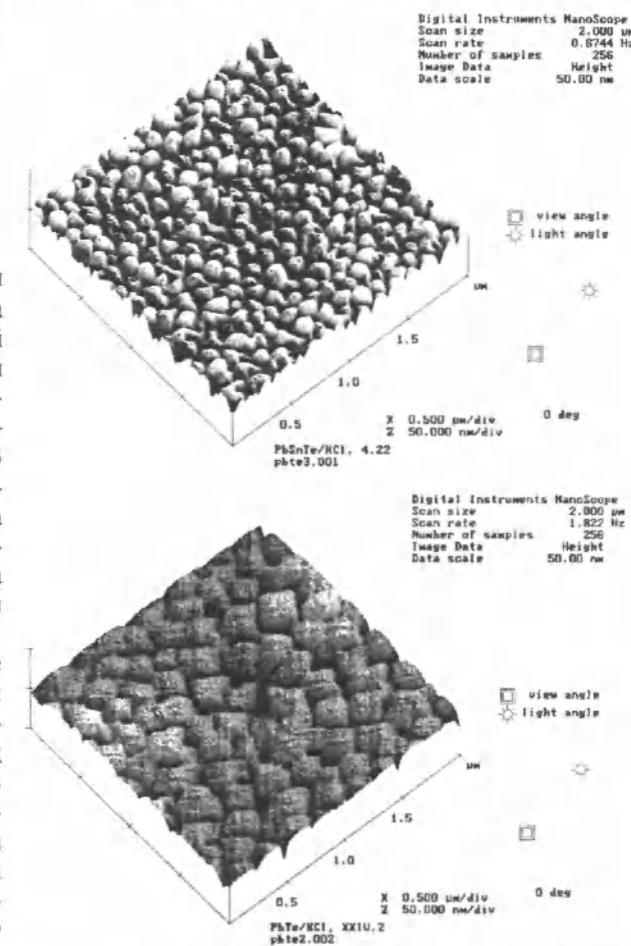 Digital Instruments NanoScope
Scan size 2.000 µm
Scan rate 0.8744 Hz
Number of samples 256
Image Data Height
Data scale 50.00 nm
view angle
light angle
µm
1.5
1.0
0.5
X 0.500 µm/div
Z 50.000 nm/div
0 deg
PbSnTe/KCl, 4.22
pbte3.001
Digital Instruments NanoScope
Scan size 2.000 µm
Scan rate 1.822 Hz
Number of samples 256
Image Data Height
Data scale 50.00 nm
view angle
light angle
µm
1.5
1.0
0.5
X 0.500 µm/div
Z 50.000 nm/div
0 deg
PbTe/KCl, XXIV.2
pbte2.002